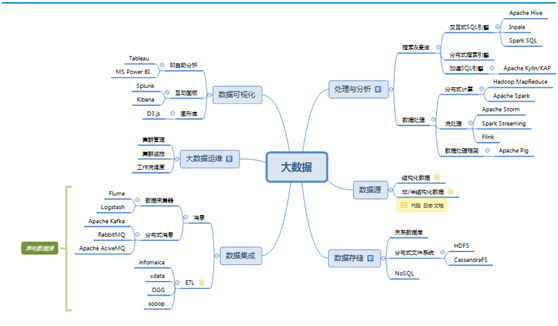 大数据
数据可视化
BI自助分析
Tableau
MS Power BI
互动面板
Splunk
Kibana
图形库
D3.js
大数据运维
集群管理
集群监控
工作流调度
数据集成
消息
数据采集器
Flume
Logstash
分布式消息
Apache Kafka
RabbitMQ
Apache AciveMQ
ETL
infomaica
xdata
OGG
sqoop
异构数据源
处理与分析
搜索&查询
交互式SQL引擎
Apache Hive
Inpala
Spark SQL
分布式搜索引擎
加速SQL引擎
Apache Kylin/KAP
数据处理
分布式计算
Hadoop MapReduce
Apache Spark
流处理
Apache Storm
Spark Streaming
Flink
数据处理框架
Apache Pig
数据源
结构化数据
非/半结构化数据
代码 日志 文档
数据存储
关系数据库
分布式文件系统
HDFS
CassandraFS
NoSQL